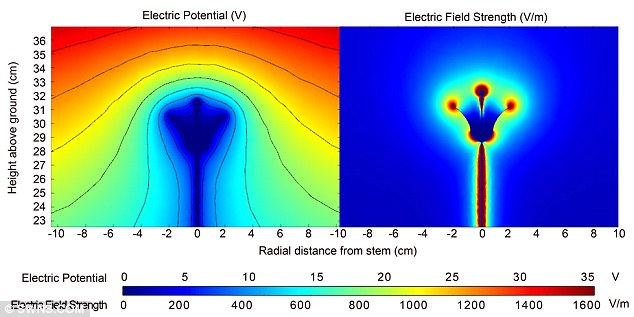 Electric Potential (V)
Electric Field Strength (V/m)
Height above ground (cm)
36
35
34
33
32
31
30
29
28
27
26
25
24
23
-10 -8 -6 -4 -2 0 2 4 6 8 -10 -8 -6 -4 -2 0 2 4 6 8 10
Radial distance from stem (cm)
Electric Potential 0 5 10 15 20 25 30 35 V
Electric Field Strength 0 200 400 600 800 1000 1200 1400 1600 V/m